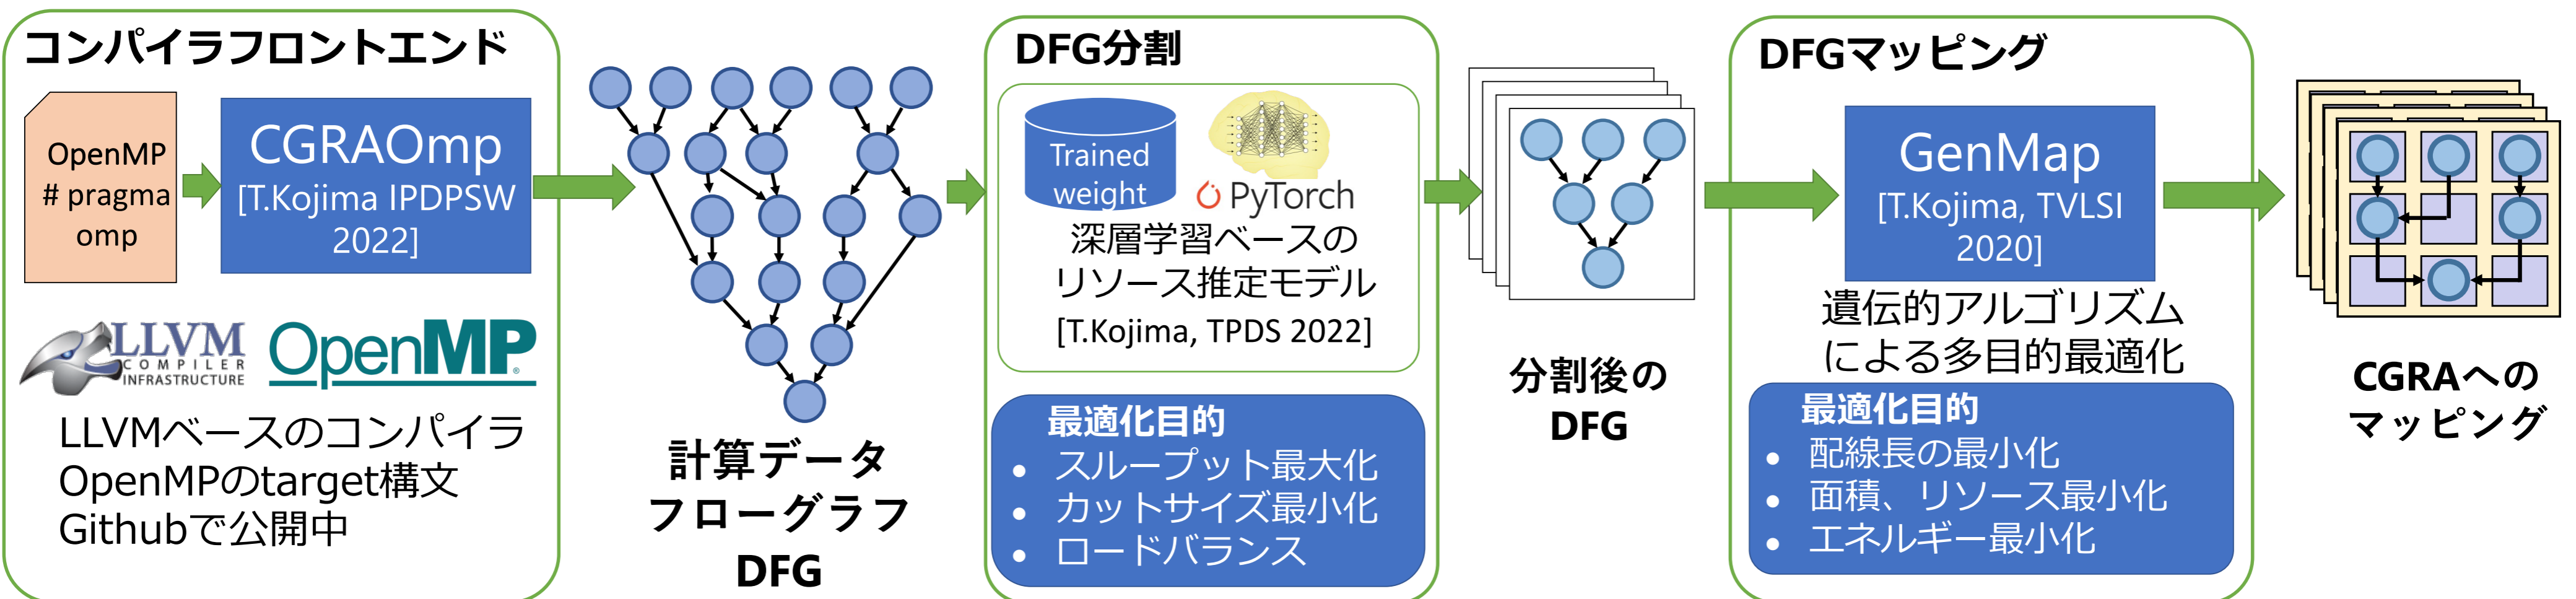 コンパイラフロントエンド
OpenMP
# pragma
omp
CGRAOmp
[T.Kojima IPDPSW
2022]
LLVM
COMPILER
INFRASTRUCTURE
OpenMP
LLVMベースのコンパイラ
OpenMPのtarget構文
Githubで公開中
計算データ
フローグラフ
DFG
DFG分割
Trained
weight
PyTorch
深層学習ベースの
リソース推定モデル
[T.Kojima, TPDS 2022]
最適化目的
• スループット最大化
• カットサイズ最小化
• ロードバランス
分割後の
DFG
DFGマッピング
GenMap
[T.Kojima, TVLSI
2020]
遺伝的アルゴリズム
による多目的最適化
最適化目的
• 配線長の最小化
• 面積、リソース最小化
• エネルギー最小化
CGRAへの
マッピング